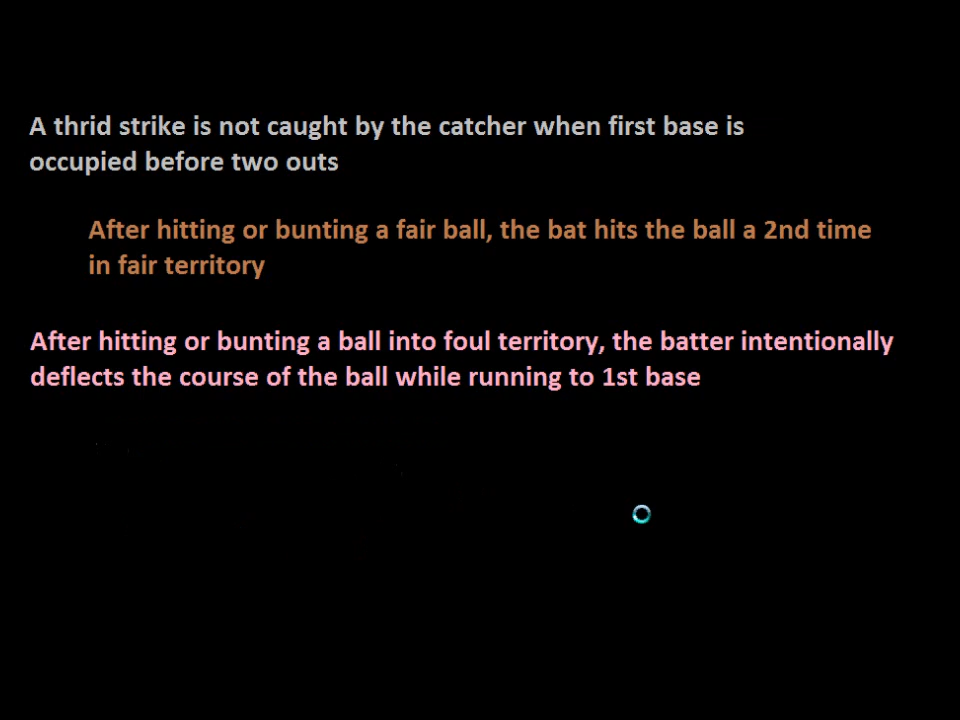 A thrid strike is not caught by the catcher when first base is
occupied before two outs
After hitting or bunting a fair ball, the bat hits the ball a 2nd time
in fair territory
After hitting or bunting a ball into foul territory, the batter intentionally
deflects the course of the ball while running to 1st base